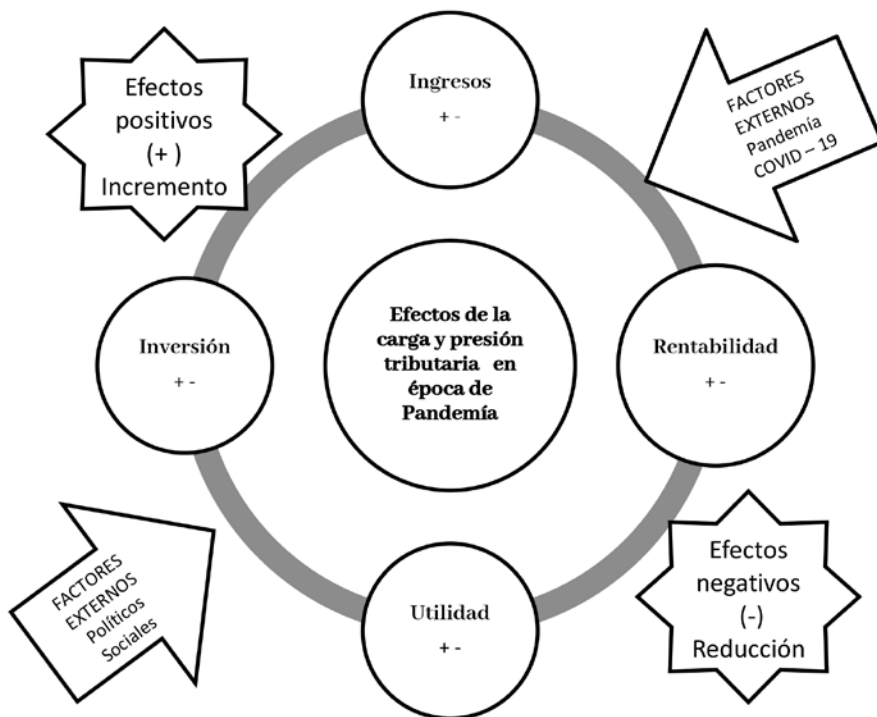 Ingresos
+ -
Efectos
positivos
(+ )
Incremento
FACTORES
EXTERNOS
Pandemía
COVID – 19
Inversión
+ -
Efectos de la
carga y presión
tributaria en
época de
Pandemía
Rentabilidad
+ -
FACTORES
EXTERNOS
Políticos
Sociales
Utilidad
+ -
Efectos
negativos
(-)
Reducción